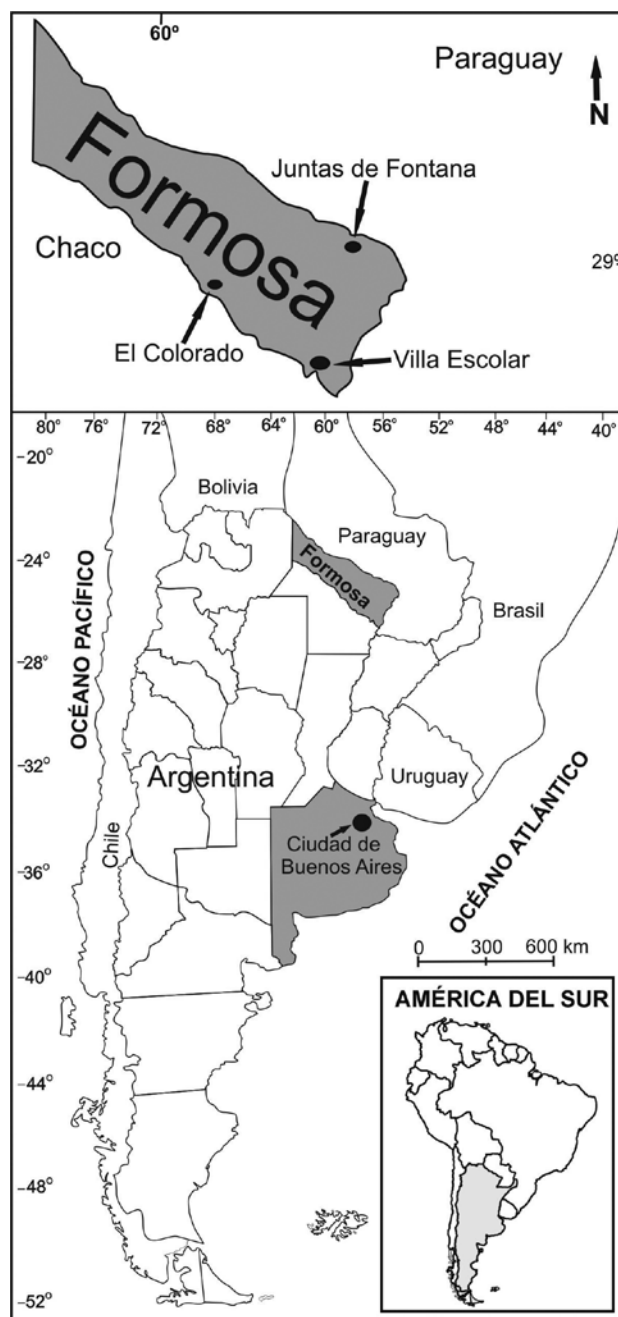 60º
Paraguay
N
Formosa
Juntas de Fontana
Chaco
29º
El Colorado
Villa Escolar
80º 76º 72º 68º 64º 60º 56º 52º 48º 44º 40º
-20º
Bolivia
Paraguay
-24º
Formosa
Brasil
OCÉANO PACÍFICO
-28º
-32º
Argentina
Uruguay
Chile
Ciudad de
Buenos Aires
OCÉANO ATLÁNTICO
-36º
0 300 600 km
-40º
AMÉRICA DEL SUR
-44º
-48º
-52º